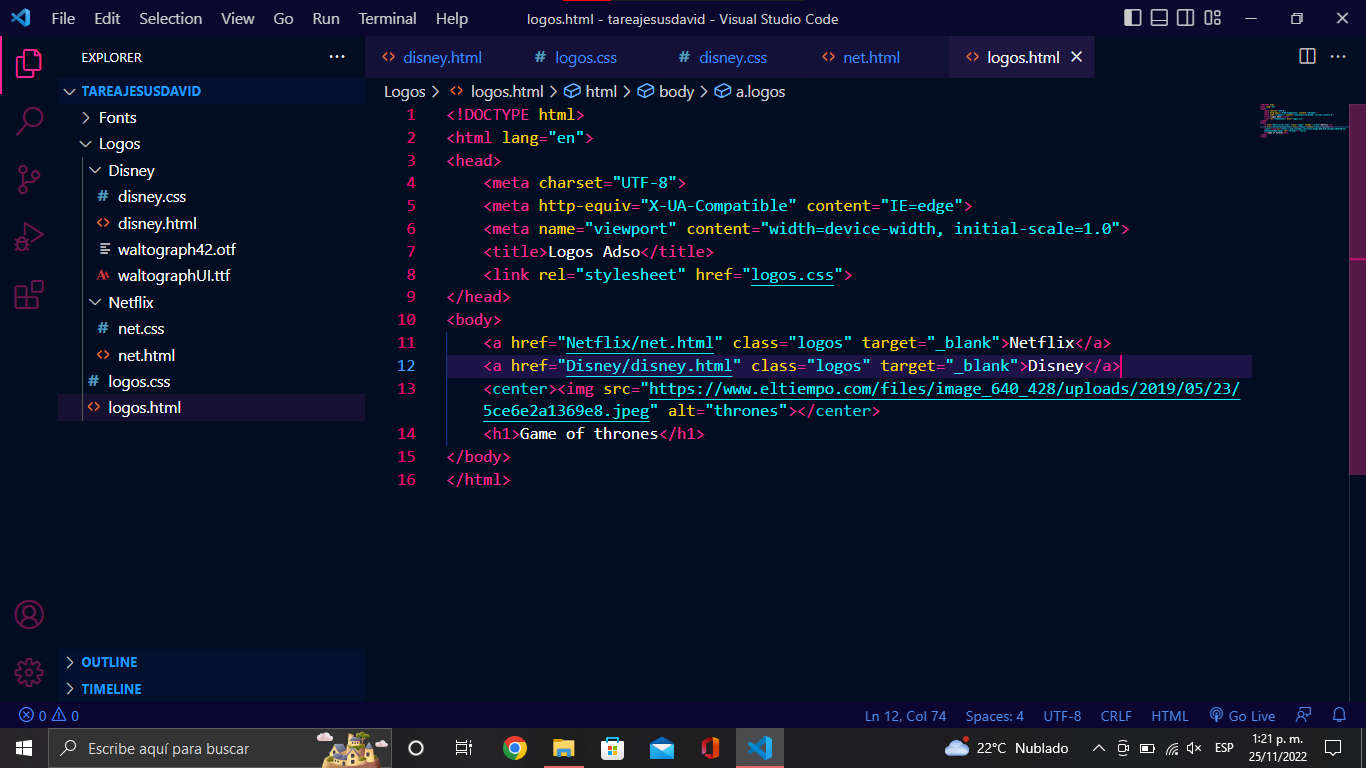 File Edit Selection View Go Run Terminal Help logos.html - tareajesusdavid - Visual Studio Code
EXPLORER
TAREAJESUSDAVID
Fonts
Logos
Disney
disney.css
disney.html
waltograph42.otf
waltographUI.ttf
Netflix
net.css
net.html
logos.css
logos.html
OUTLINE
TIMELINE
disney.html logos.css disney.css net.html logos.html
Logos > logos.html > html > body > a.logos
1 <!DOCTYPE html>
2 <html lang="en">
3 <head>
4 <meta charset="UTF-8">
5 <meta http-equiv="X-UA-Compatible" content="IE=edge">
6 <meta name="viewport" content="width=device-width, initial-scale=1.0">
7 <title>Logos Adso</title>
8 <link rel="stylesheet" href="logos.css">
9 </head>
10 <body>
11 <a href="Netflix/net.html" class="logos" target="_blank">Netflix</a>
12 <a href="Disney/disney.html" class="logos" target="_blank">Disney</a>
13 <center><img src="https://www.eltiempo.com/files/image_640_428/uploads/2019/05/23/
5ce6e2a1369e8.jpeg" alt="thrones"></center>
14 <h1>Game of thrones</h1>
15 </body>
16 </html>
0 0 Ln 12, Col 74 Spaces: 4 UTF-8 CRLF HTML Go Live
Escribe aquí para buscar 22°C Nublado ESP 1:21 p. m.
25/11/2022